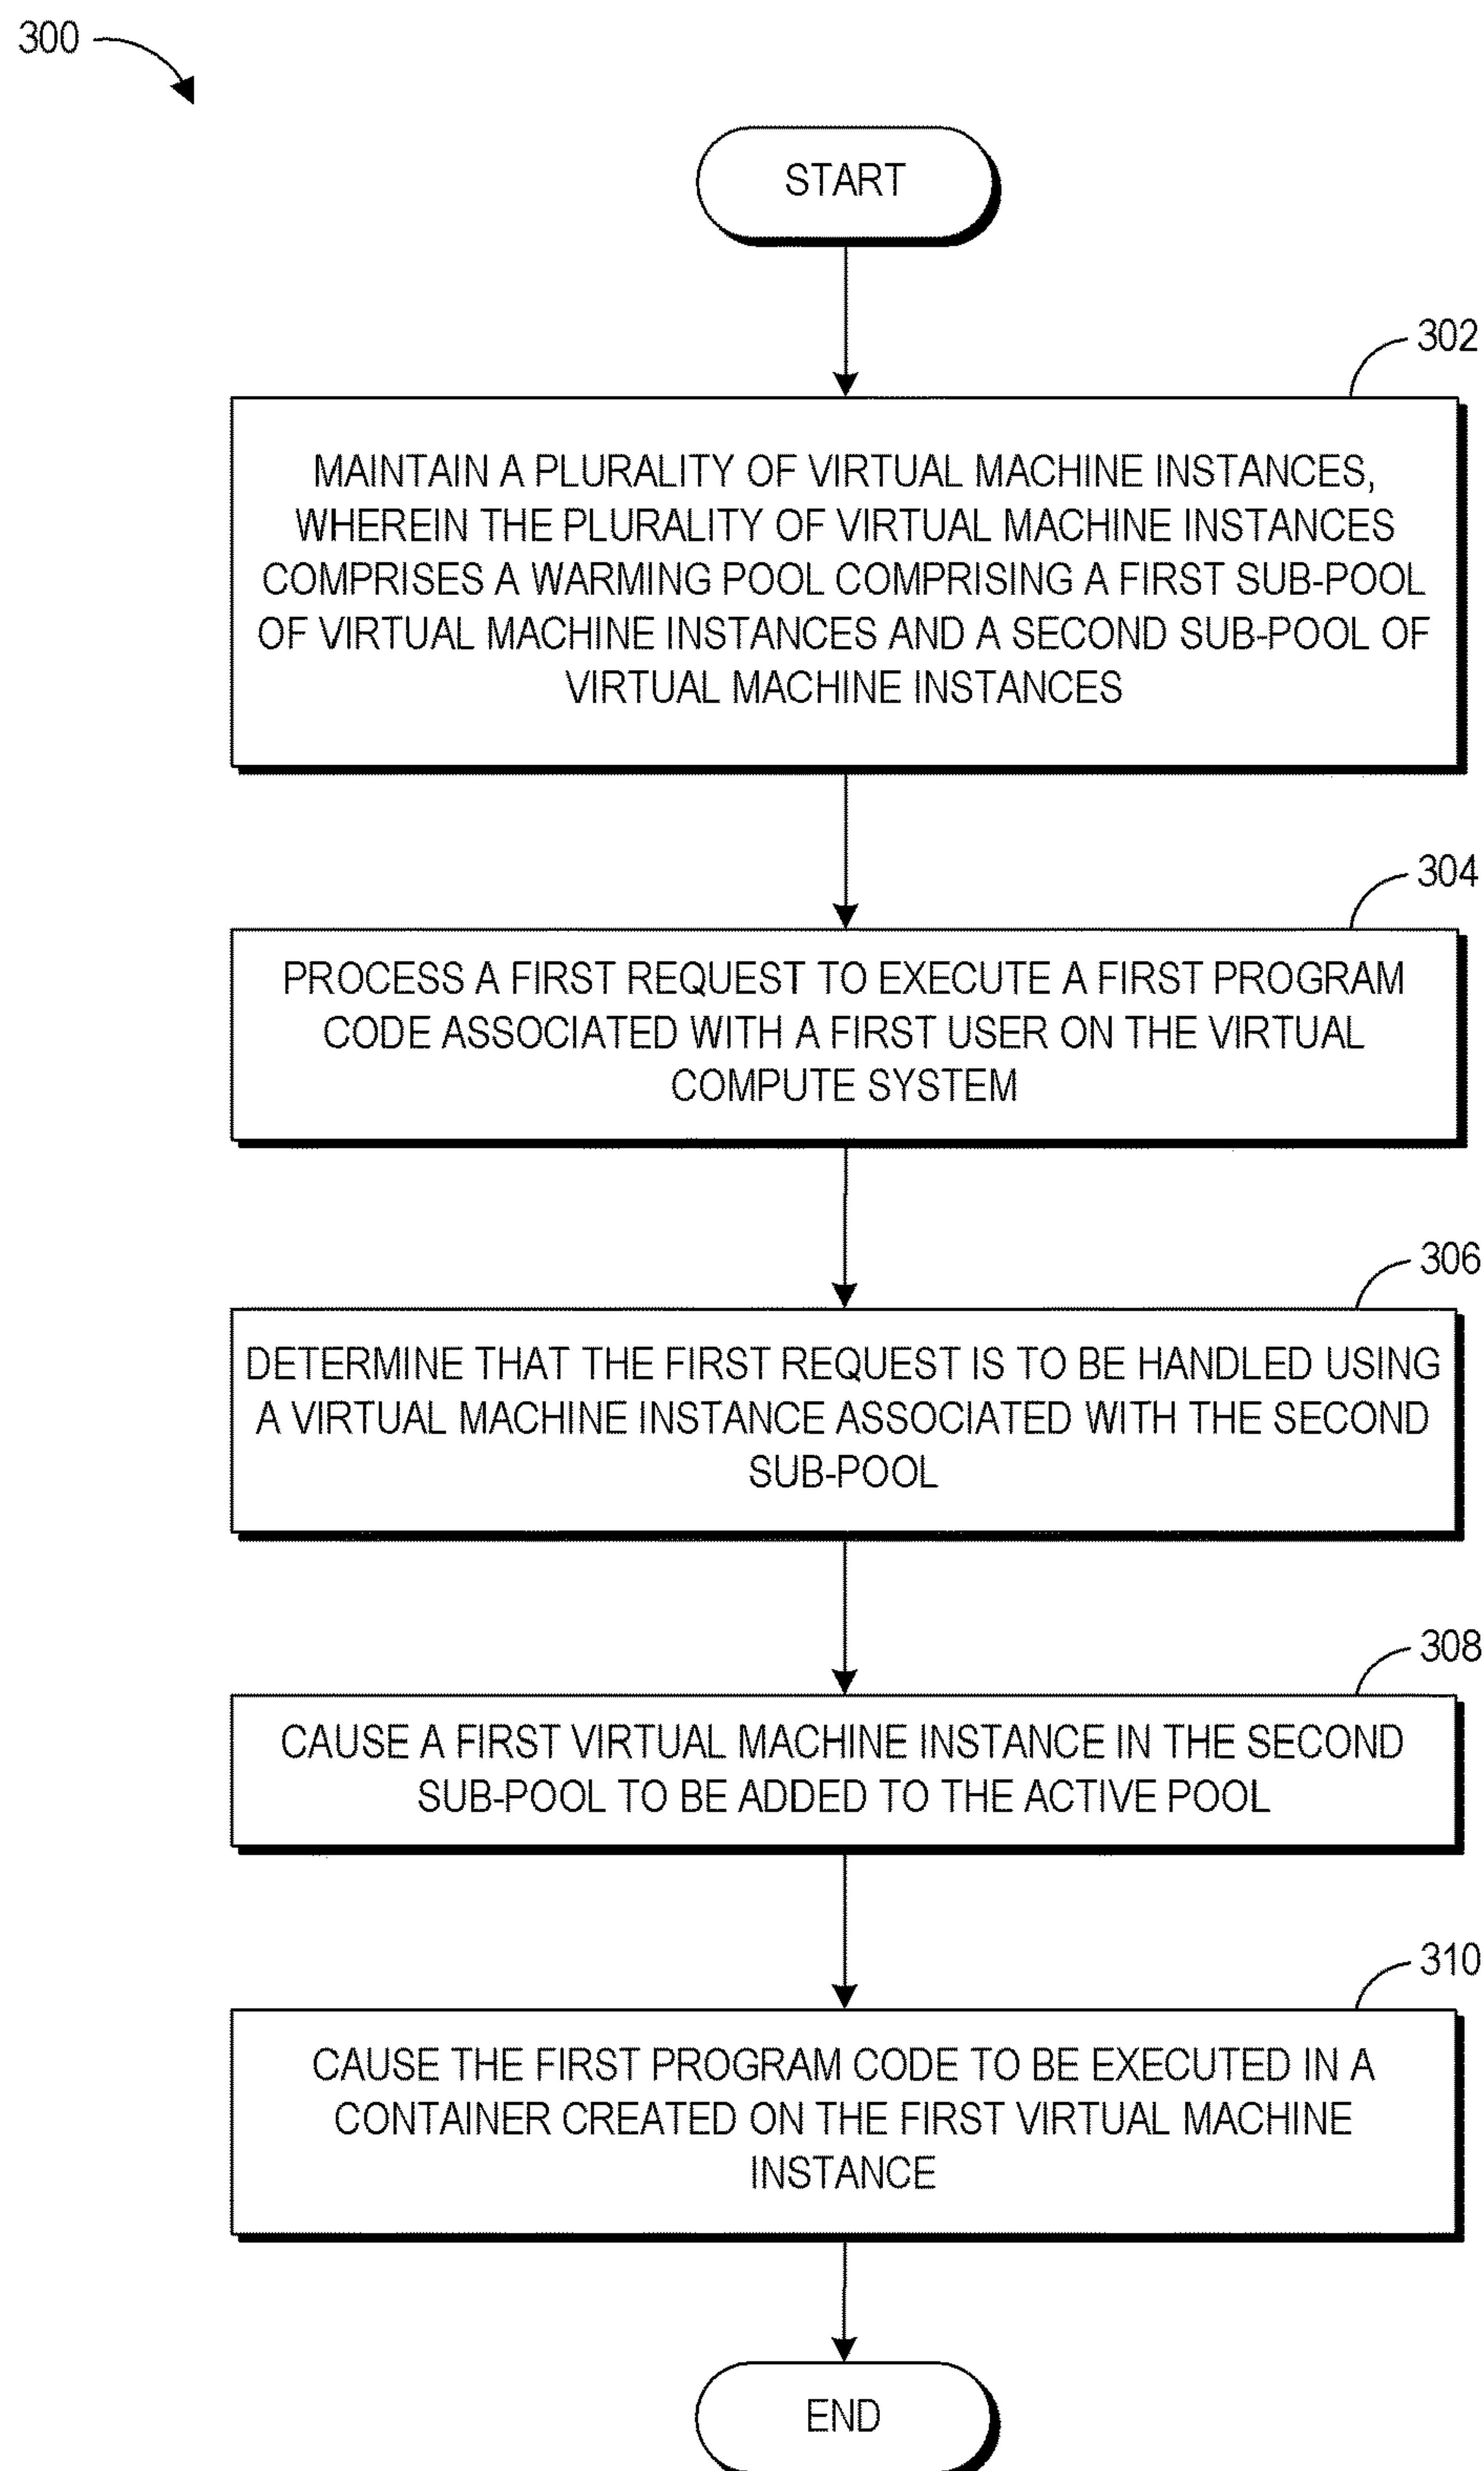 300
START
302
MAINTAIN A PLURALITY OF VIRTUAL MACHINE INSTANCES,
WHEREIN THE PLURALITY OF VIRTUAL MACHINE INSTANCES
COMPRISES A WARMING POOL COMPRISING A FIRST SUB-POOL
OF VIRTUAL MACHINE INSTANCES AND A SECOND SUB-POOL OF
VIRTUAL MACHINE INSTANCES
304
PROCESS A FIRST REQUEST TO EXECUTE A FIRST PROGRAM
CODE ASSOCIATED WITH A FIRST USER ON THE VIRTUAL
COMPUTE SYSTEM
306
DETERMINE THAT THE FIRST REQUEST IS TO BE HANDLED USING
A VIRTUAL MACHINE INSTANCE ASSOCIATED WITH THE SECOND
SUB-POOL
308
CAUSE A FIRST VIRTUAL MACHINE INSTANCE IN THE SECOND
SUB-POOL TO BE ADDED TO THE ACTIVE POOL
310
CAUSE THE FIRST PROGRAM CODE TO BE EXECUTED IN A
CONTAINER CREATED ON THE FIRST VIRTUAL MACHINE
INSTANCE
END